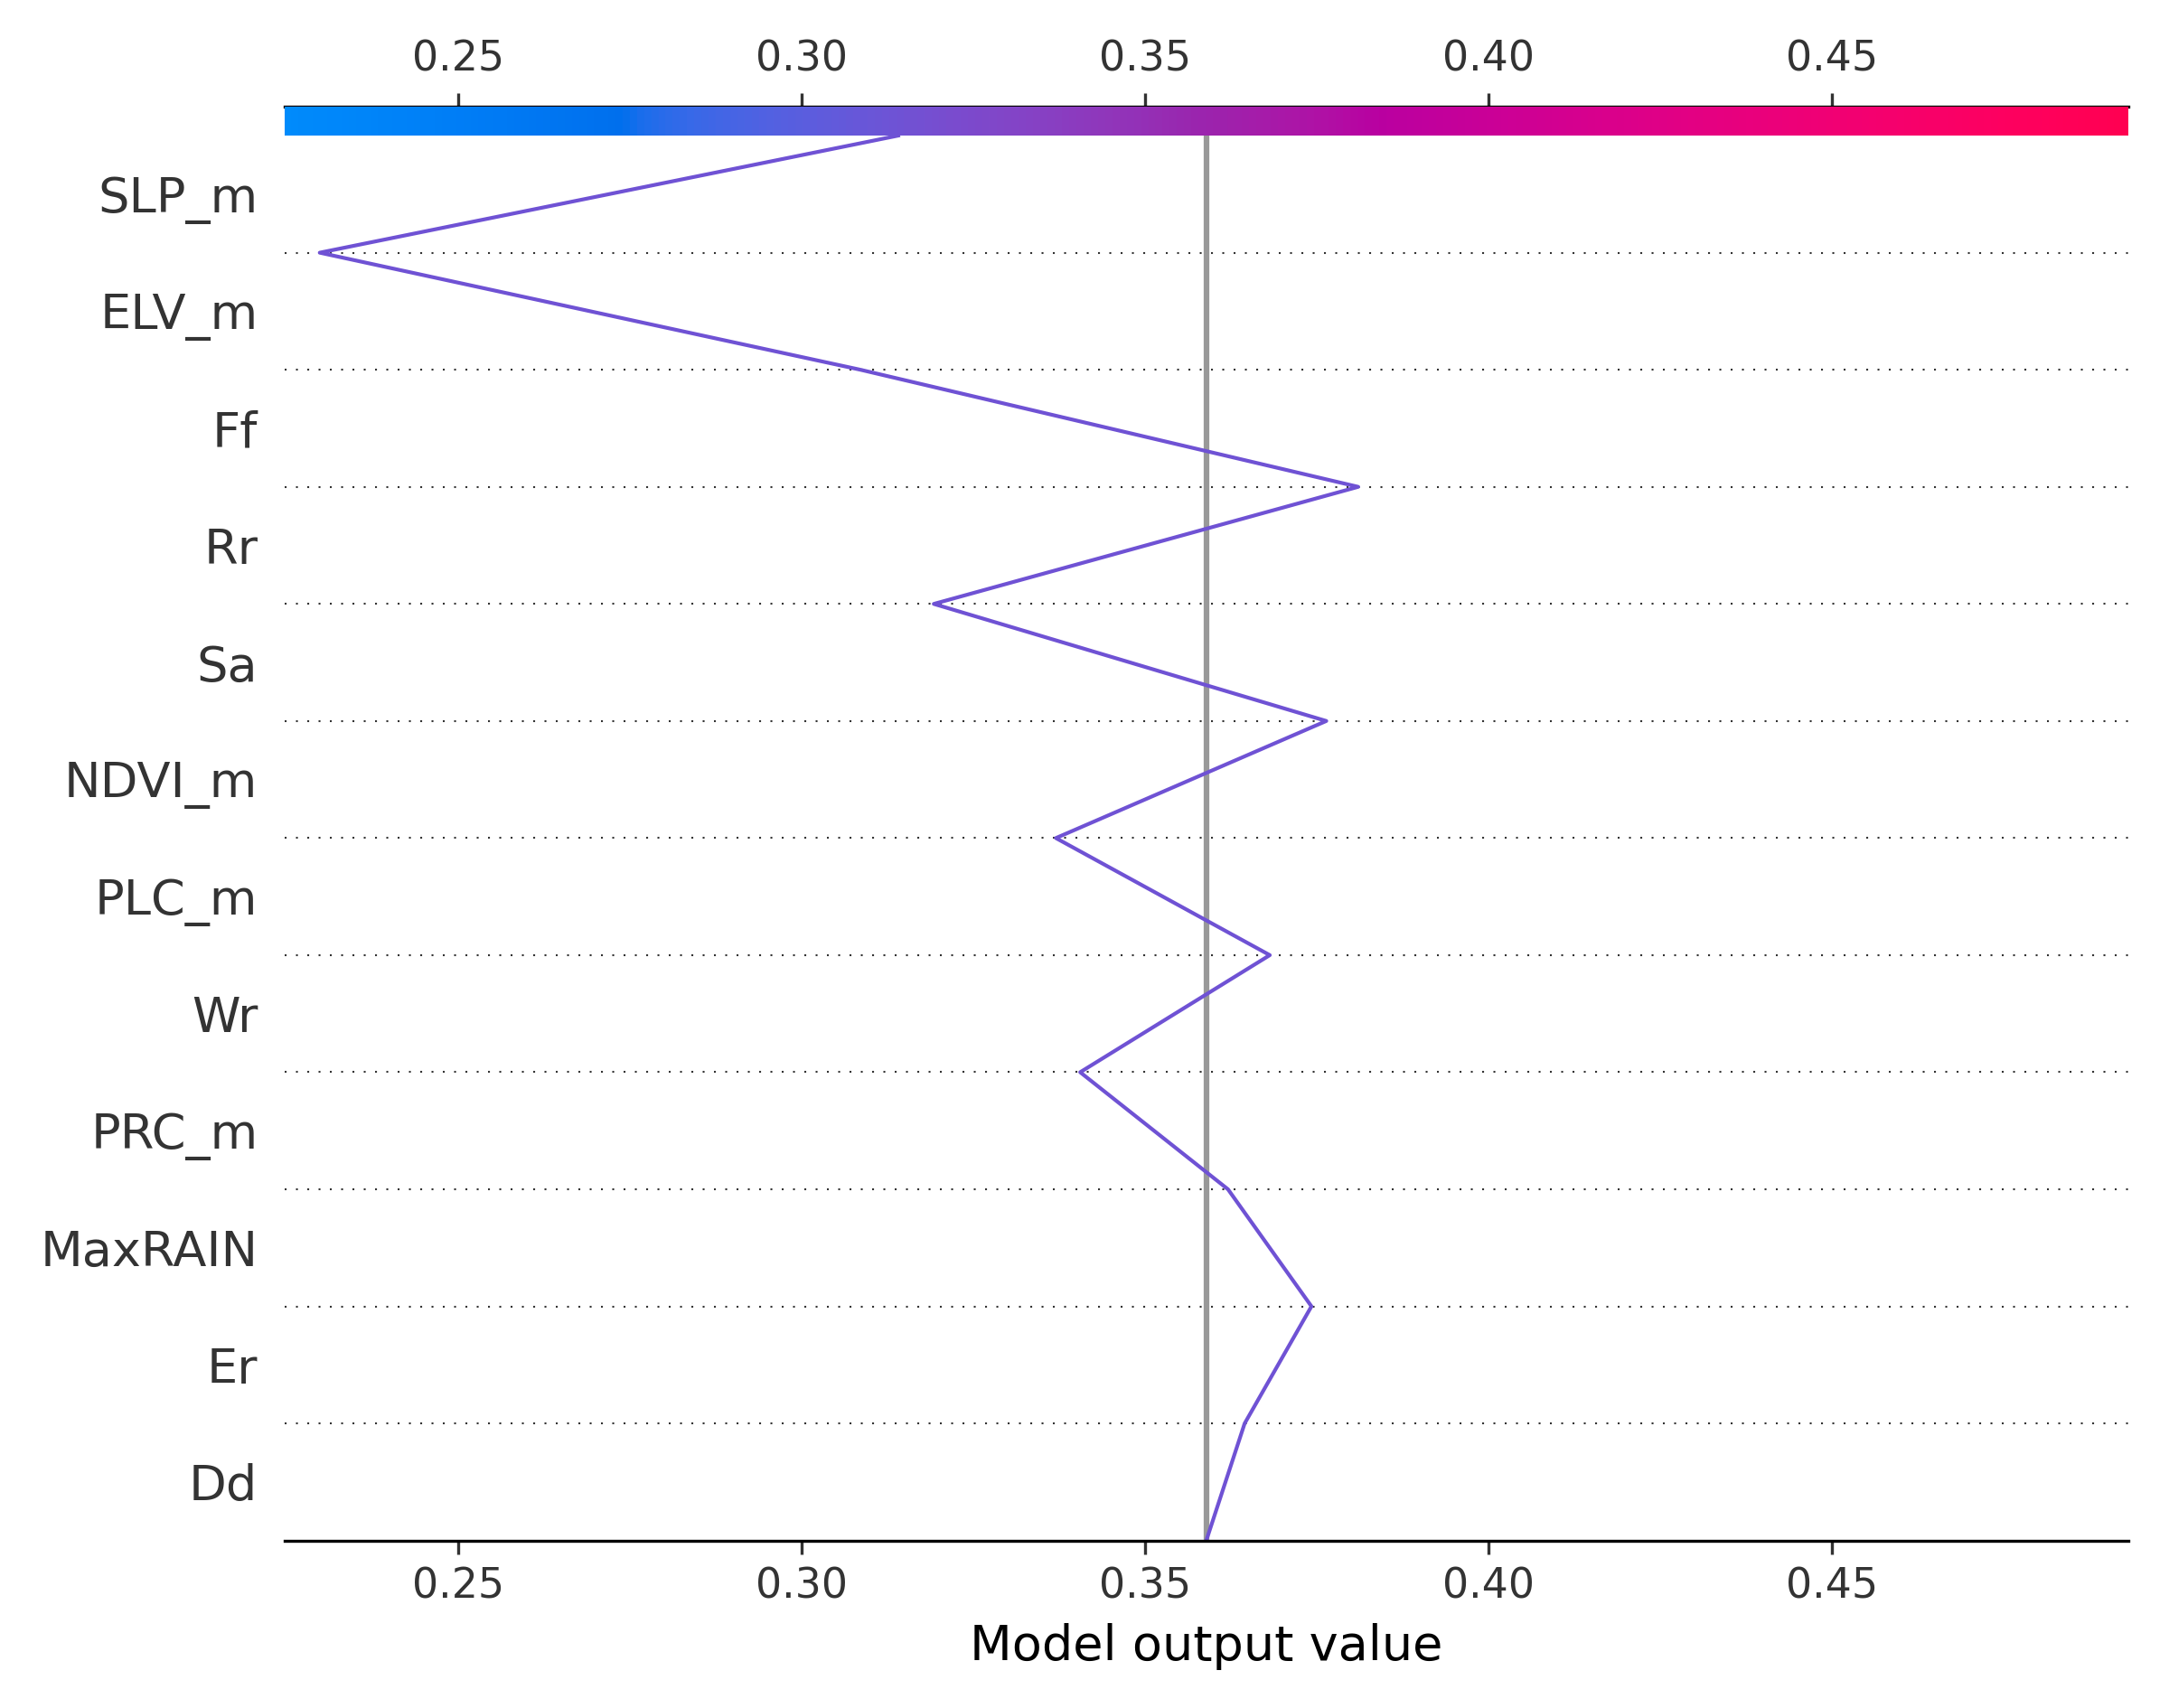 0.25 0.30 0.35 0.40 0.45
SLP_m
ELV_m
Ff
Rr
Sa
NDVI_m
PLC_m
Wr
PRC_m
MaxRAIN
Er
Dd
0.25 0.30 0.35 0.40 0.45
Model output value